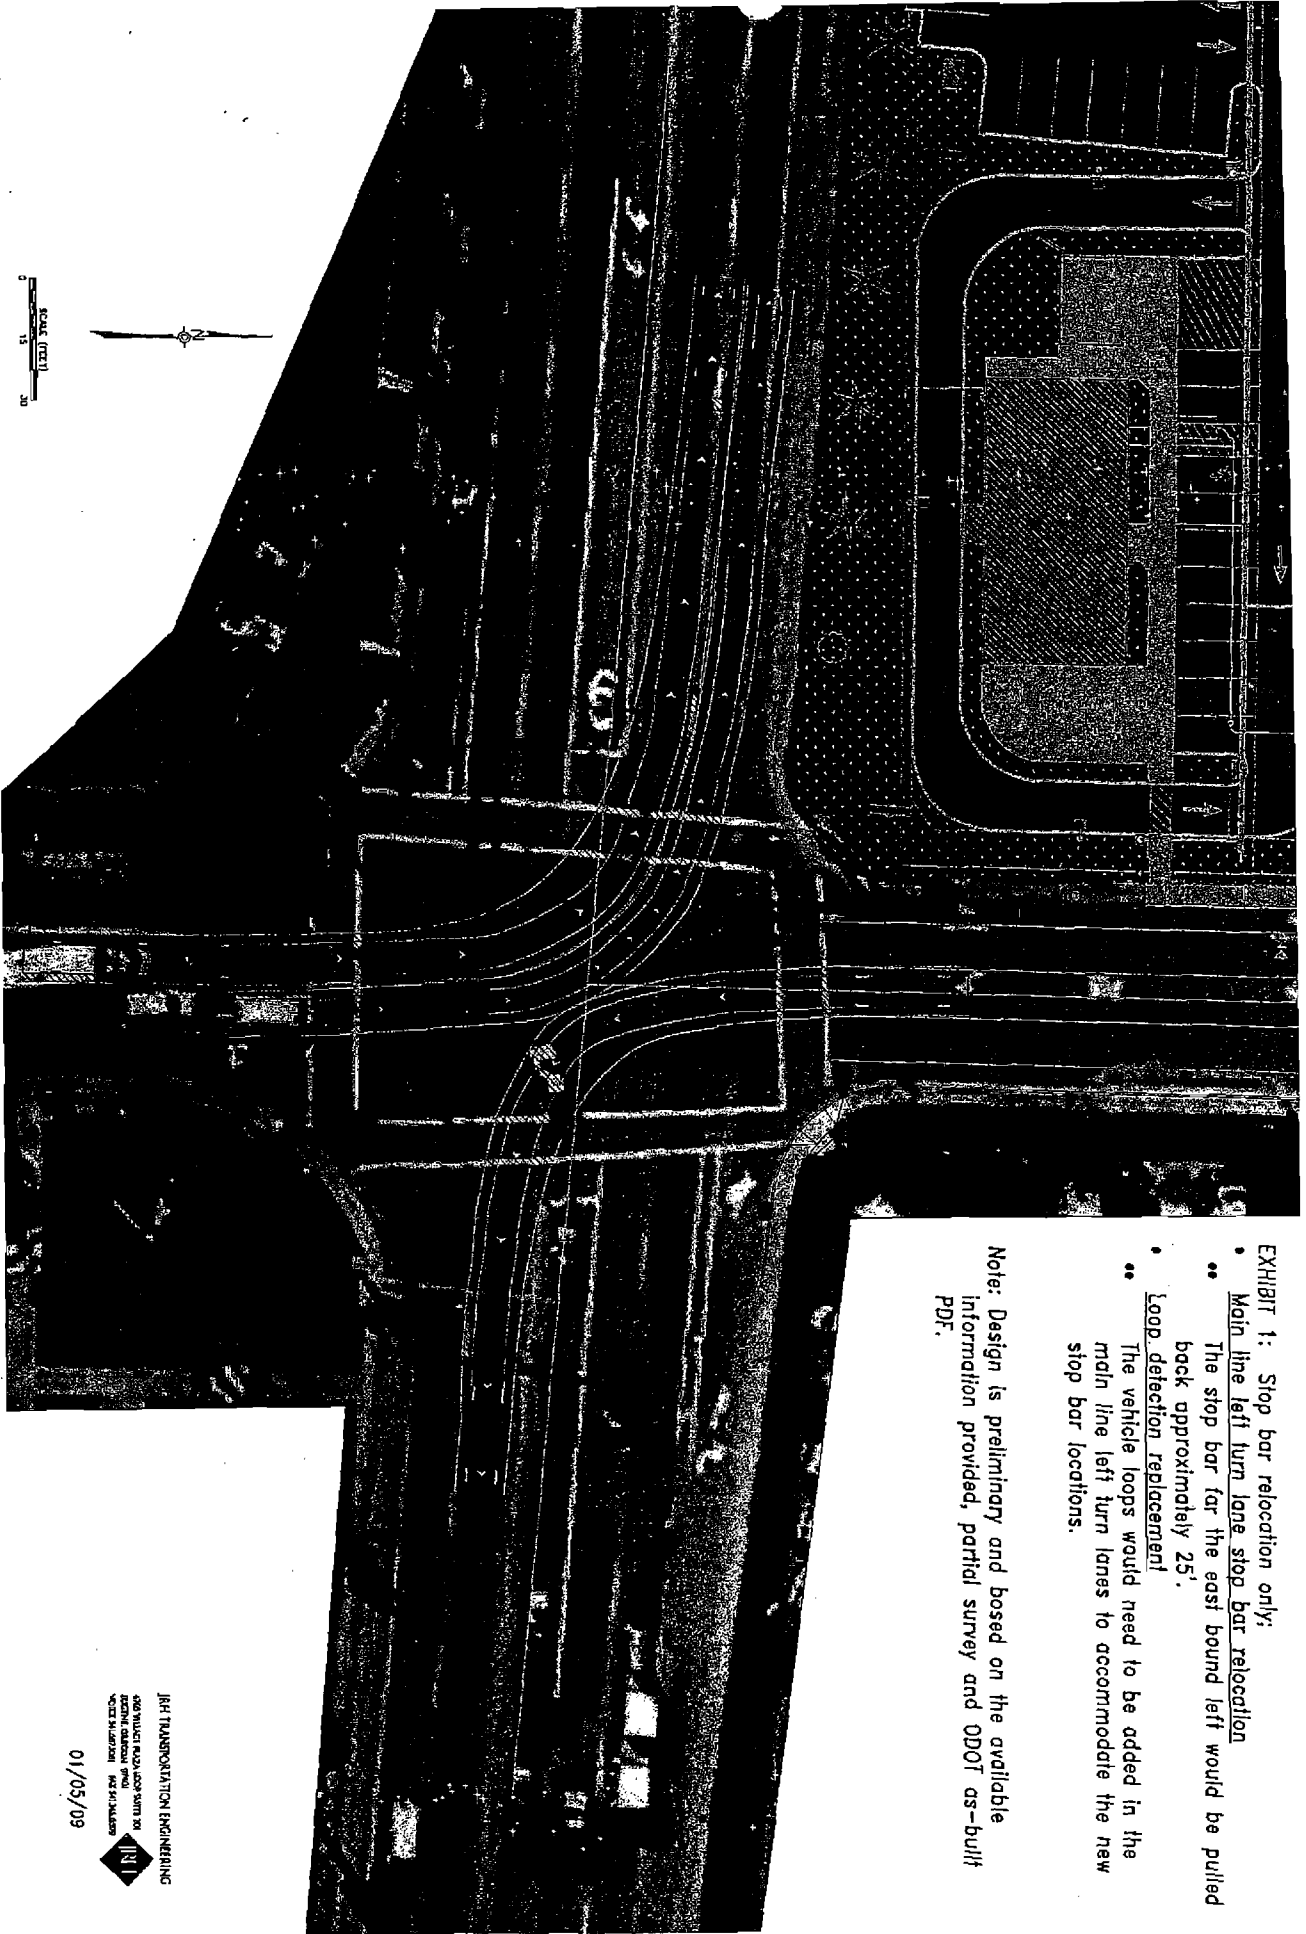 EXHIBIT 1: Stop bar relocation only;
• Main line left turn lane stop bar relocation
•• The stop bar far the east bound left would be pulled
back approximately 25'.
• Loop detection replacement
•• The vehicle loops would need to be added in the
main line left turn lanes to accommodate the new
stop bar locations.
Note: Design is preliminary and bosed on the available
information provided, partial survey and ODOT as-built
PDF.
SCALE (FEET)
0 15 30
N
JRH TRANSPORTATION ENGINEERING
JRH
01/05/09